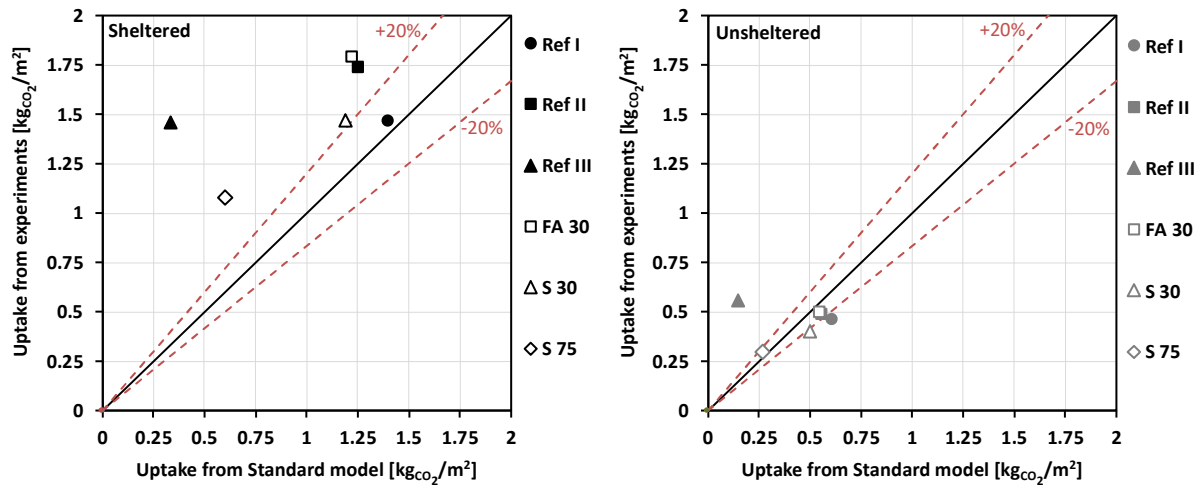 Sheltered
+20%
-20%
2
1.75
1.5
1.25
1
0.75
0.5
0.25
0
0 0.25 0.5 0.75 1 1.25 1.5 1.75 2
Uptake from experiments [kgCO2/m²]
Uptake from Standard model [kgCO2/m²]
Ref I
Ref II
Ref III
FA 30
S 30
S 75
Unsheltered
+20%
-20%
2
1.75
1.5
1.25
1
0.75
0.5
0.25
0
0 0.25 0.5 0.75 1 1.25 1.5 1.75 2
Uptake from experiments [kgCO2/m²]
Uptake from Standard model [kgCO2/m²]
Ref I
Ref II
Ref III
FA 30
S 30
S 75